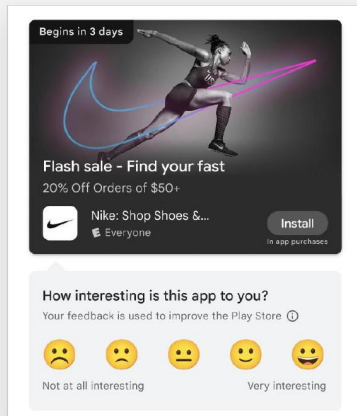 Begins in 3 days
Flash sale - Find your fast
20% Off Orders of $50+
Nike: Shop Shoes &...
Everyone
Install
In app purchases
How interesting is this app to you?
Your feedback is used to improve the Play Store
Not at all interesting
Very interesting